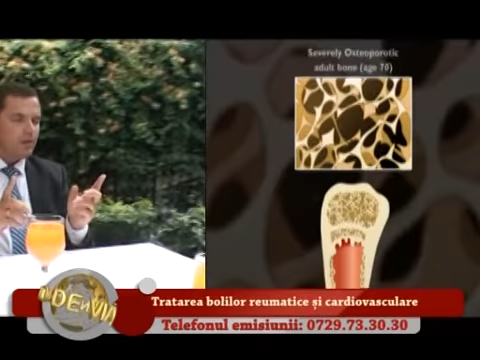 Severely Osteoporotic
adult bone (age 70)
Tratarea bolilor reumatice și cardiovasculare
Telefonul emisiunii: 0729.73.30.30